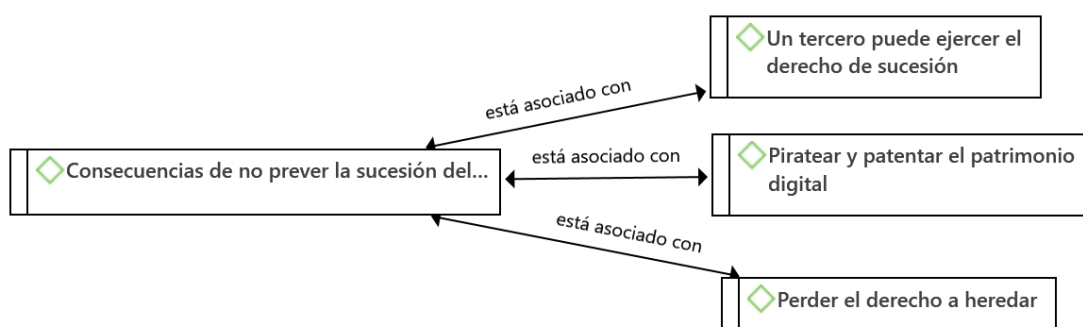 Un tercero puede ejercer el
derecho de sucesión
está asociado con
Consecuencias de no prever la sucesión del...
está asociado con
Piratear y patentar el patrimonio
digital
está asociado con
Perder el derecho a heredar